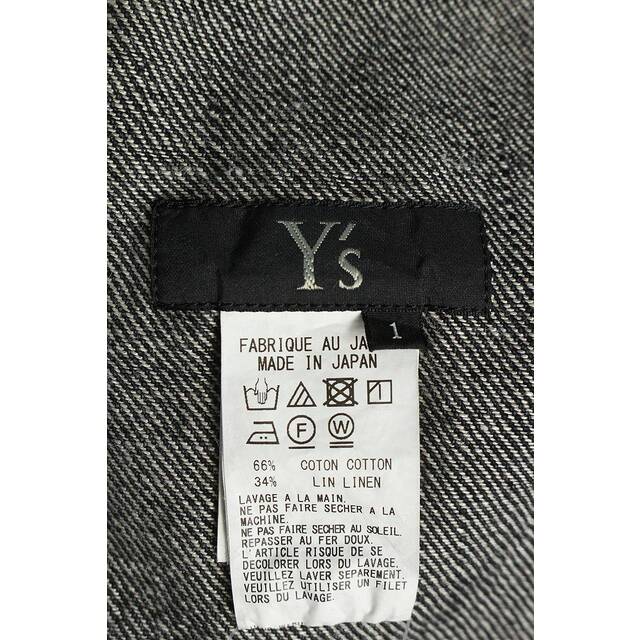 Y's
1
FABRIQUE AU JA
MADE IN JAPAN
F W
66% COTON COTTON
34% LIN LINEN
LAVAGE A LA MAIN.
NE PAS FAIRE SECHER A LA
MACHINE.
NE PAS FAIRE SECHER AU SOLEIL.
REPASSER AU FER DOUX.
L'ARTICLE RISQUE DE SE
DECOLORER LORS DU LAVAGE.
VEUILLEZ LAVER SEPAREMENT.
VEUILLEZ UTILISER UN FILET
LORS DU LAVAGE.